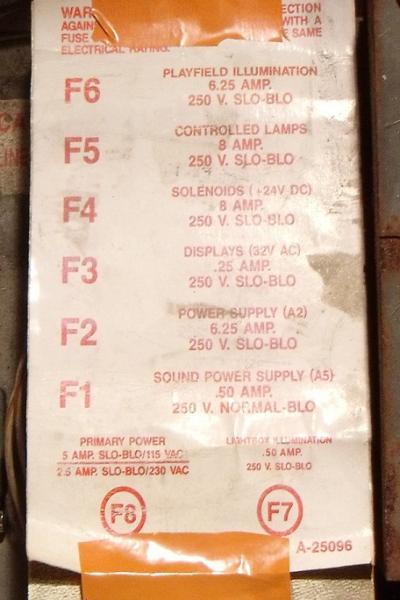 WAR ECTION
AGAIN WITH A
FUSE SAME
ELECTRICAL RATING.
F6
PLAYFIELD ILLUMINATION
6.25 AMP.
250 V. SLO-BLO
F5
CONTROLLED LAMPS
8 AMP.
250 V. SLO-BLO
F4
SOLENOIDS (+24V DC)
8 AMP.
250 V. SLO-BLO
F3
DISPLAYS (32V AC)
.25 AMP.
250 V. SLO-BLO
F2
POWER SUPPLY (A2)
6.25 AMP.
250 V. SLO-BLO
F1
SOUND POWER SUPPLY (A5)
.50 AMP.
250 V. NORMAL-BLO
PRIMARY POWER
5 AMP. SLO-BLO/115 VAC
2.5 AMP. SLO-BLO/230 VAC
F8
LIGHTBOX ILLUMINATION
.50 AMP.
250 V. SLO-BLO
F7
A-25096